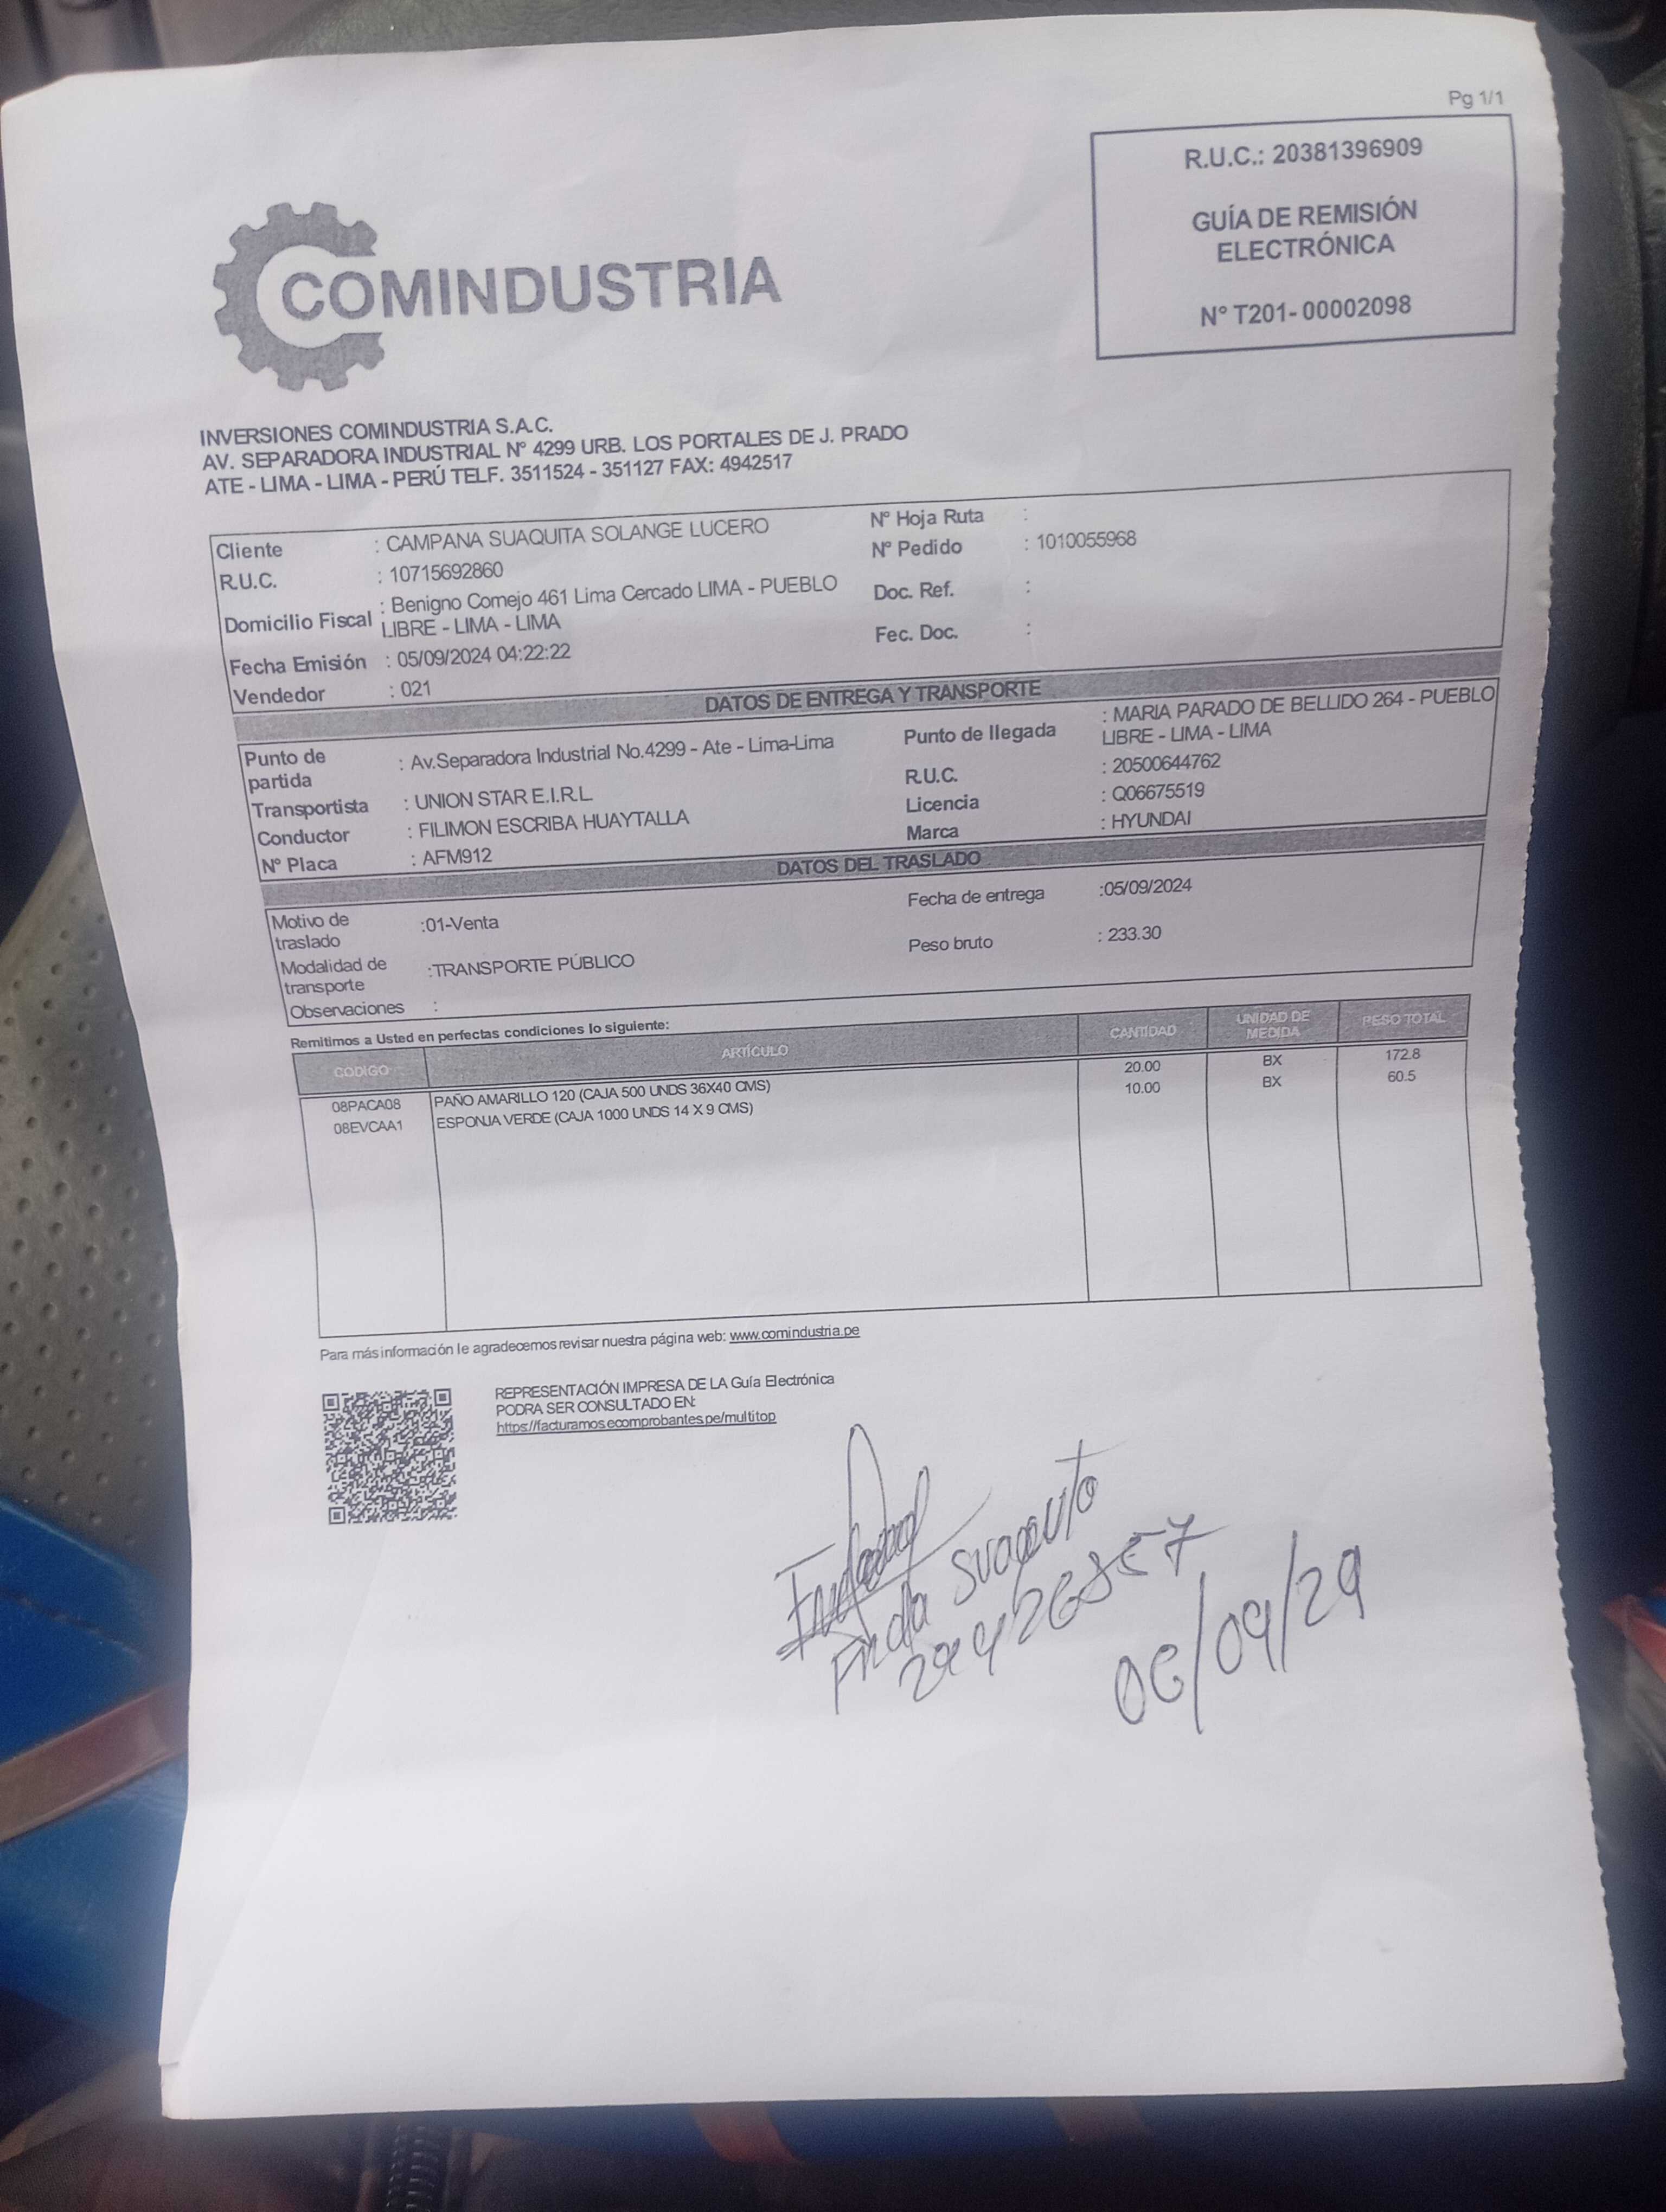 Pg 1/1
R.U.C.: 20381396909
GUÍA DE REMISIÓN
ELECTRÓNICA
N° T201- 00002098
COMINDUSTRIA
INVERSIONES COMINDUSTRIA S.A.C.
AV. SEPARADORA INDUSTRIAL N° 4299 URB. LOS PORTALES DE J. PRADO
ATE - LIMA - LIMA - PERÚ TELF. 3511524 - 351127 FAX: 4942517
Cliente : CAMPANA SUAQUITA SOLANGE LUCERO
R.U.C. : 10715692860
Domicilio Fiscal : Benigno Cornejo 461 Lima Cercado LIMA - PUEBLO
LIBRE - LIMA - LIMA
Fecha Emisión : 05/09/2024 04:22:22
Vendedor : 021
N° Hoja Ruta :
N° Pedido : 1010055968
Doc. Ref. :
Fec. Doc. :
DATOS DE ENTREGA Y TRANSPORTE
Punto de
partida : Av.Separadora Industrial No.4299 - Ate - Lima-Lima
Transportista : UNION STAR E.I.R.L
Conductor : FILIMON ESCRIBA HUAYTALLA
N° Placa : AFM912
Punto de llegada : MARIA PARADO DE BELLIDO 264 - PUEBLO
LIBRE - LIMA - LIMA
R.U.C. : 20500644762
Licencia : Q06675519
Marca : HYUNDAI
DATOS DEL TRASLADO
Motivo de
traslado :01-Venta
Modalidad de
transporte :TRANSPORTE PÚBLICO
Observaciones :
Fecha de entrega :05/09/2024
Peso bruto : 233.30
Remitimos a Usted en perfectas condiciones lo siguiente:
CODIGO ARTÍCULO CANTIDAD UNIDAD DE MEDIDA PESO TOTAL
08PACA08 PAÑO AMARILLO 120 (CAJA 500 UNDS 36X40 CMS) 20.00 BX 172.8
08EVCAA1 ESPONJA VERDE (CAJA 1000 UNDS 14 X 9 CMS) 10.00 BX 60.5
Para más información le agradecemos revisar nuestra página web: www.comindustria.pe
REPRESENTACIÓN IMPRESA DE LA Guía Electrónica
PODRA SER CONSULTADO EN:
https://facturamos.ecomprobantes.pe/multitop
06/09/29